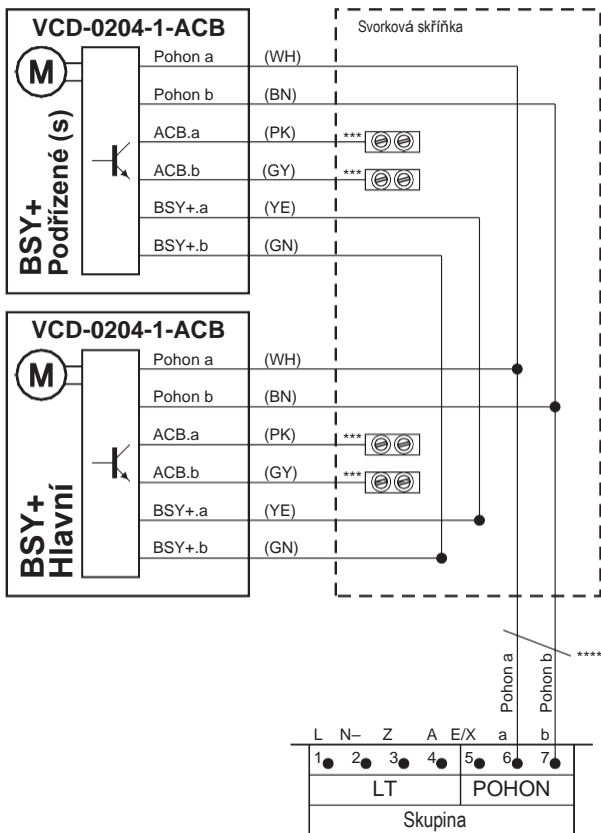 VCD-0204-1-ACB
Svorková skříňka
M
Pohon a (WH)
Pohon b (BN)
ACB.a (PK) ***
ACB.b (GY) ***
BSY+.a (YE)
BSY+.b (GN)
BSY+
Podřízené (s)
VCD-0204-1-ACB
M
Pohon a (WH)
Pohon b (BN)
ACB.a (PK) ***
ACB.b (GY) ***
BSY+.a (YE)
BSY+.b (GN)
BSY+
Hlavní
****
Pohon a
Pohon b
L N– Z A E/X a b
1 2 3 4 5 6 7
LT POHON
Skupina